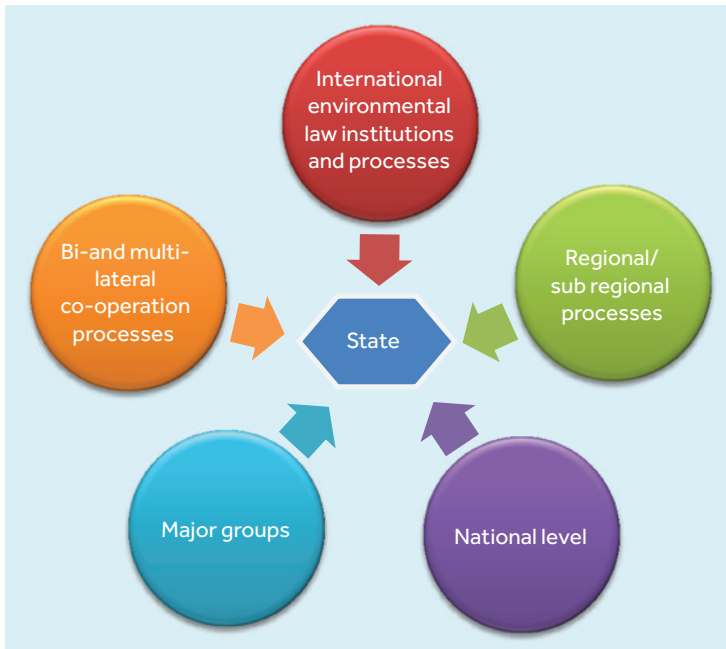 International
environmental
law institutions
and processes
Bi-and multi-
lateral
co-operation
processes
Regional/
sub regional
processes
State
Major groups
National level